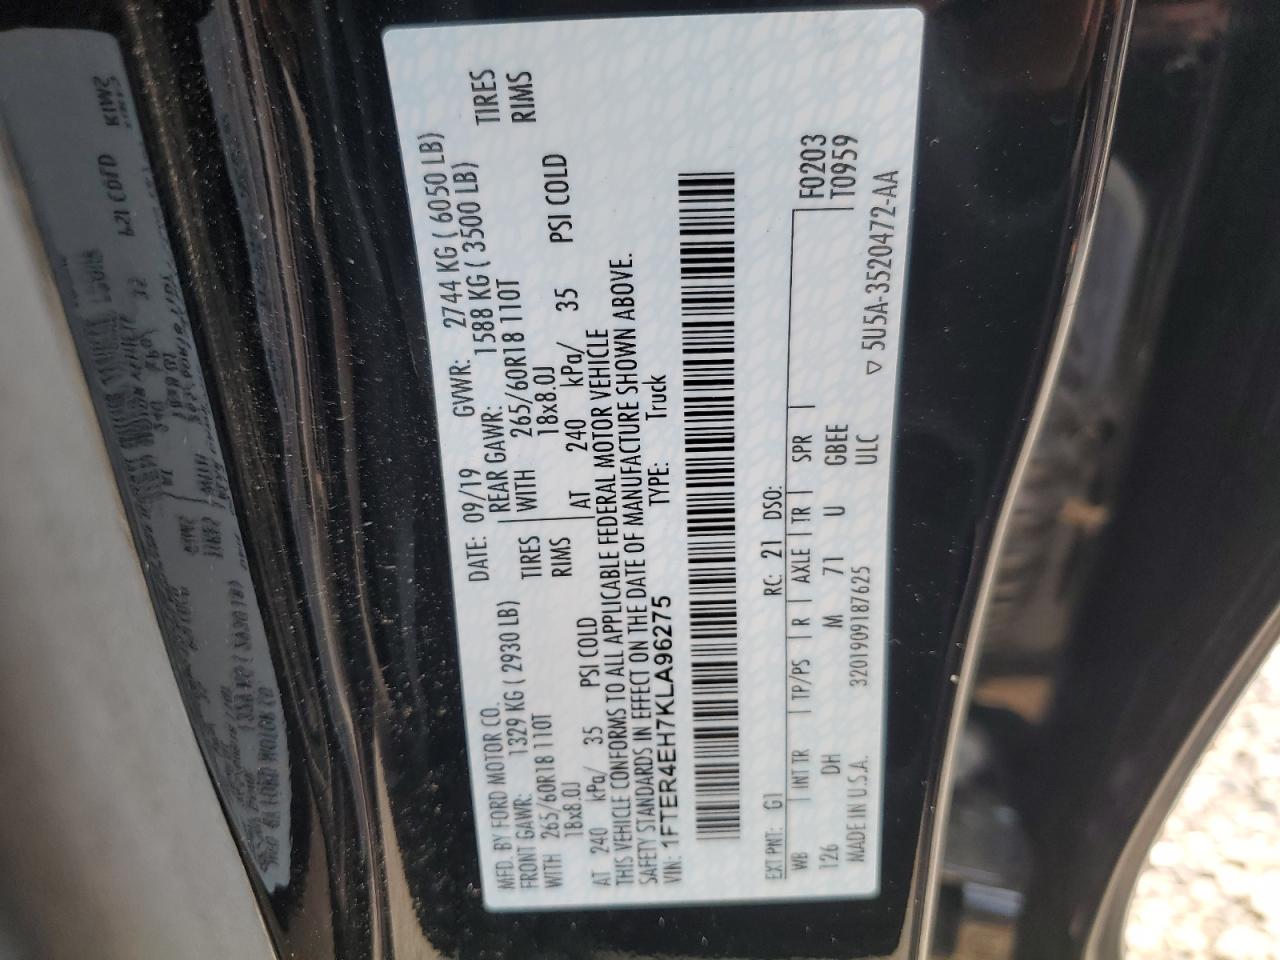 MFD. BY FORD MOTOR CO. DATE: 09/19 GVWR: 2744 KG ( 6050 LB)
FRONT GAWR: 1329 KG ( 2930 LB) REAR GAWR: 1588 KG ( 3500 LB)
WITH 265/60R18 110T TIRES WITH 265/60R18 110T TIRES
18x8.0J RIMS 18x8.0J RIMS
AT 240 kPa/ 35 PSI COLD AT 240 kPa/ 35 PSI COLD
THIS VEHICLE CONFORMS TO ALL APPLICABLE FEDERAL MOTOR VEHICLE
SAFETY STANDARDS IN EFFECT ON THE DATE OF MANUFACTURE SHOWN ABOVE.
VIN: 1FTER4EH7KLA96275 TYPE: Truck
EXT PNT: G1 RC: 21 DSO: F0203
WB INT TR TP/PS R AXLE TR SPR T0959
126 DH M 71 U GBEE
MADE IN U.S.A. 320190918​7625 ULC ▽ 5U5A-3520472-AA